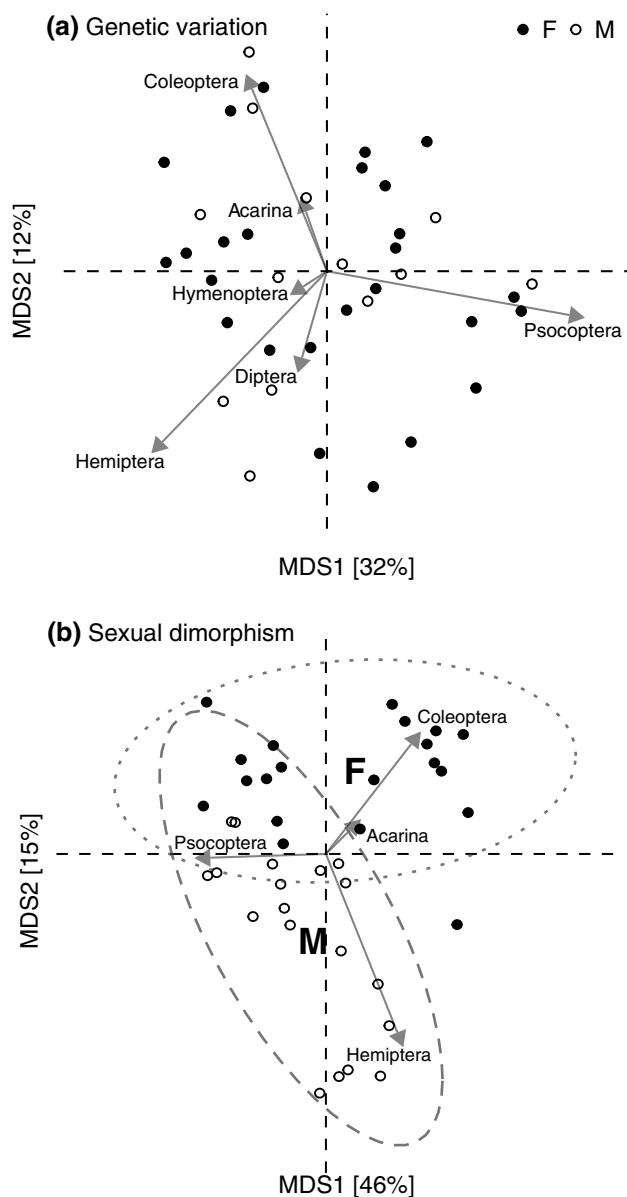 (a) Genetic variation
F M
Coleoptera
Acarina
Hymenoptera
Psocoptera
Diptera
Hemiptera
MDS2 [12%]
MDS1 [32%]
(b) Sexual dimorphism
Coleoptera
F
Acarina
Psocoptera
M
Hemiptera
MDS2 [15%]
MDS1 [46%]